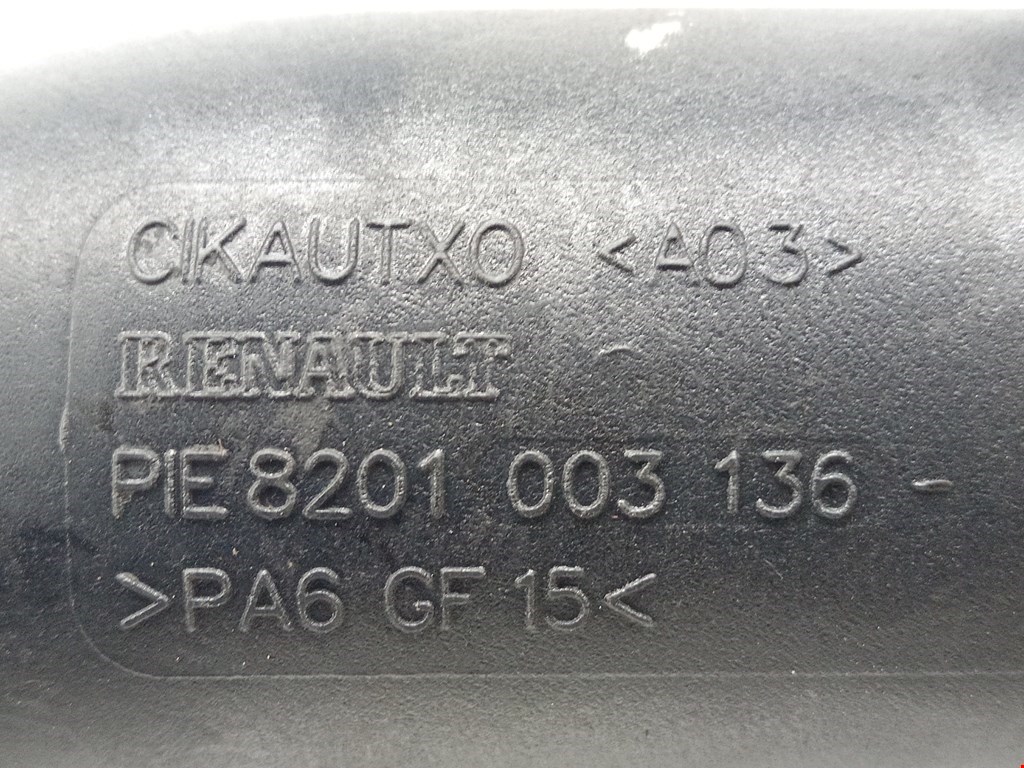 CIKAUTXO <A03>
RENAULT
PIE 8201 003 136 -
>PA6 GF 15<